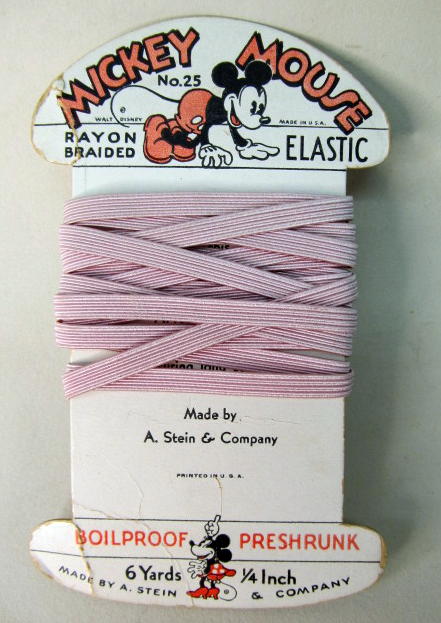 MICKEY MOUSE
No. 25
© WALT DISNEY
MADE IN U.S.A.
RAYON BRAIDED
ELASTIC
Made by
A. Stein & Company
PRINTED IN U.S.A.
BOILPROOF PRESHRUNK
6 Yards 1/4 Inch
MADE BY A. STEIN & COMPANY